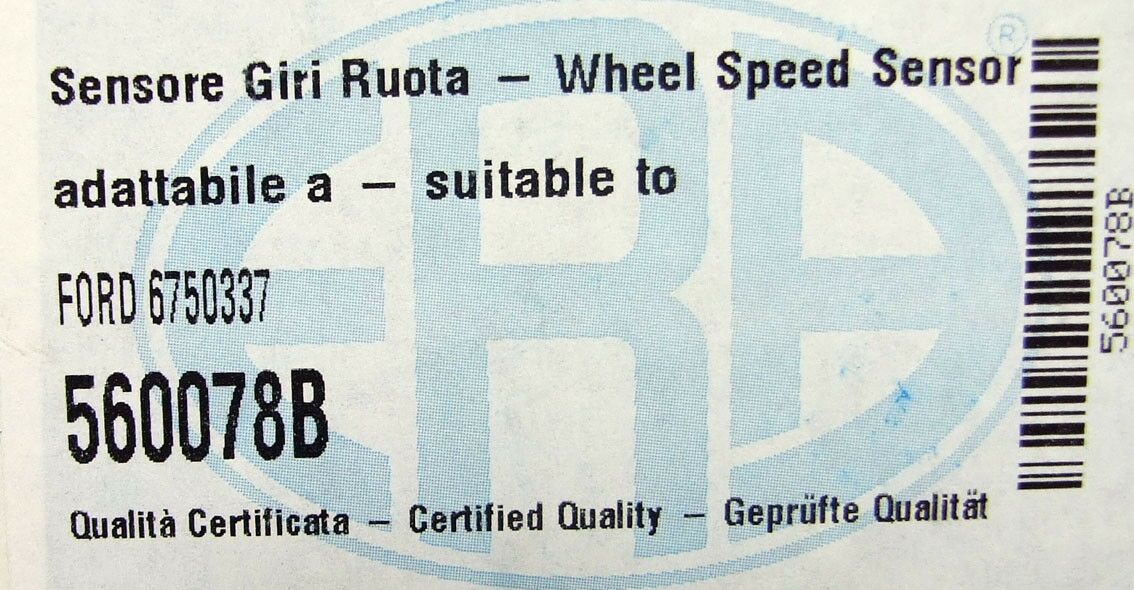 ERA
®
Sensore Giri Ruota – Wheel Speed Sensor
adattabile a – suitable to
FORD 6750337
560078B
Qualità Certificata – Certified Quality – Geprüfte Qualität
560078B